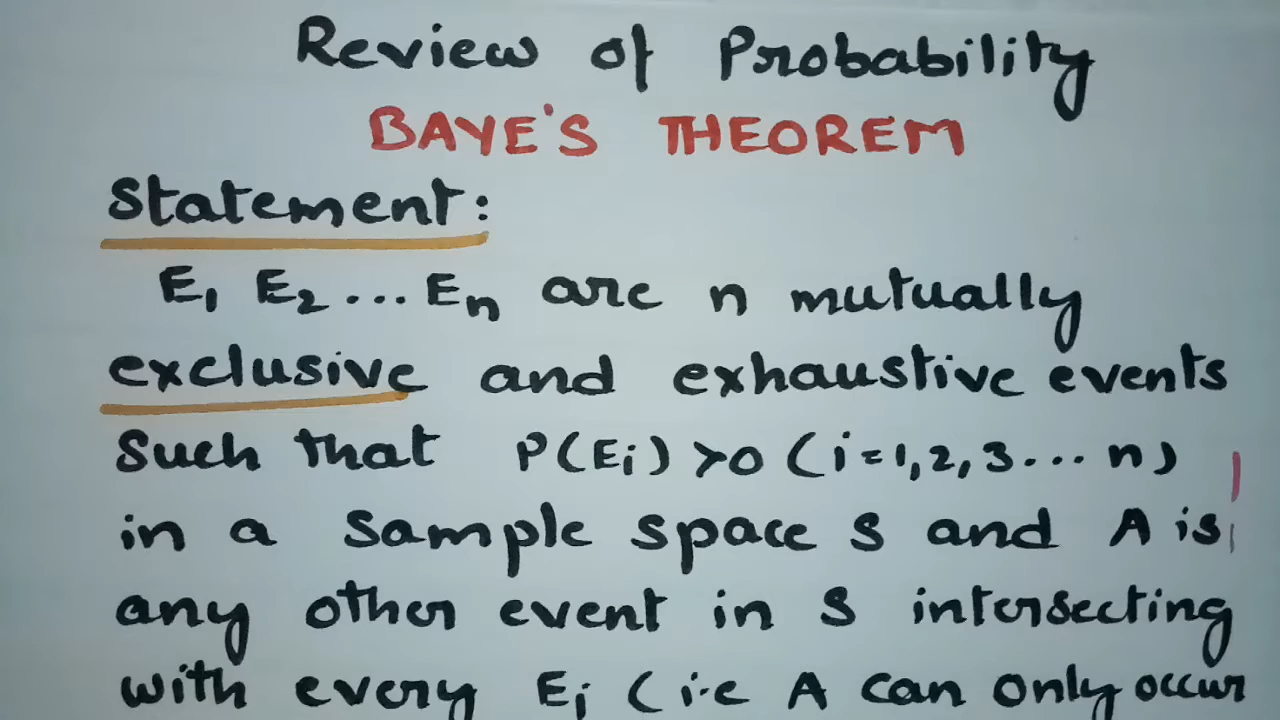 Review of Probability
BAYE'S THEOREM
Statement:
E₁ E₂ ... Eₙ are n mutually
exclusive and exhaustive events
Such that P(Eᵢ) >0 (i=1,2,3... n)
in a sample space S and A is
any other event in S intersecting
with every Eᵢ (i.e A can only occur